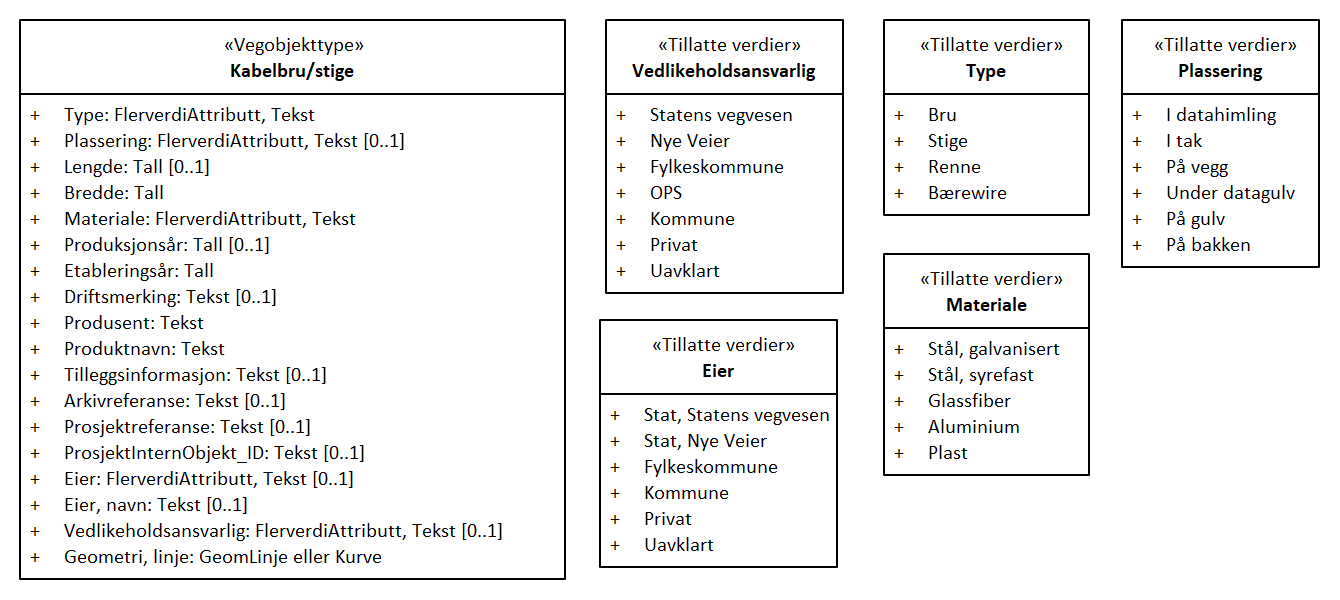 «Vegobjekttype»
Kabelbru/stige
+ Type: FlerverdiAttributt, Tekst
+ Plassering: FlerverdiAttributt, Tekst [0..1]
+ Lengde: Tall [0..1]
+ Bredde: Tall
+ Materiale: FlerverdiAttributt, Tekst
+ Produksjonsår: Tall [0..1]
+ Etableringsår: Tall
+ Driftsmerking: Tekst [0..1]
+ Produsent: Tekst
+ Produktnavn: Tekst
+ Tilleggsinformasjon: Tekst [0..1]
+ Arkivreferanse: Tekst [0..1]
+ Prosjektreferanse: Tekst [0..1]
+ ProsjektInternObjekt_ID: Tekst [0..1]
+ Eier: FlerverdiAttributt, Tekst [0..1]
+ Eier, navn: Tekst [0..1]
+ Vedlikeholdsansvarlig: FlerverdiAttributt, Tekst [0..1]
+ Geometri, linje: GeomLinje eller Kurve
«Tillatte verdier»
Vedlikeholdsansvarlig
+ Statens vegvesen
+ Nye Veier
+ Fylkeskommune
+ OPS
+ Kommune
+ Privat
+ Uavklart
«Tillatte verdier»
Eier
+ Stat, Statens vegvesen
+ Stat, Nye Veier
+ Fylkeskommune
+ Kommune
+ Privat
+ Uavklart
«Tillatte verdier»
Type
+ Bru
+ Stige
+ Renne
+ Bærewire
«Tillatte verdier»
Materiale
+ Stål, galvanisert
+ Stål, syrefast
+ Glassfiber
+ Aluminium
+ Plast
«Tillatte verdier»
Plassering
+ I datahimling
+ I tak
+ På vegg
+ Under datagulv
+ På gulv
+ På bakken